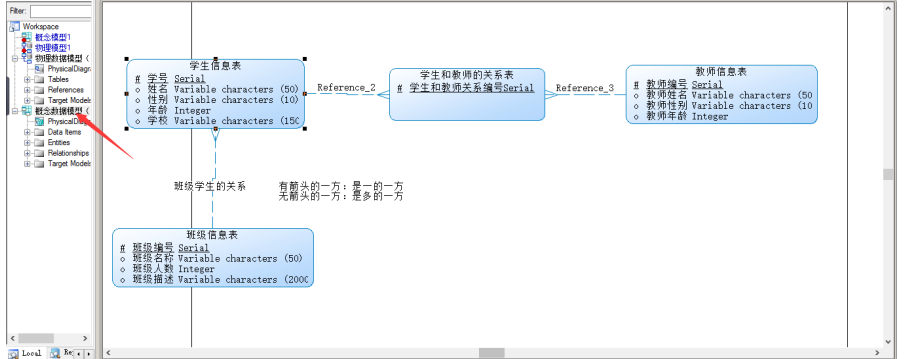 Filter:
Workspace
概念模型1
物理模型1
物理数据模型 (
PhysicalDiagr
Tables
References
Target Models
概念数据模型 (
PhysicalDiagr
Data Items
Entities
Relationships
Target Models
Local
学生信息表
# 学号 Serial
姓名 Variable characters (50)
性别 Variable characters (10)
年龄 Integer
学校 Variable characters (150
Reference_2
学生和教师的关系表
# 学生和教师关系编号Serial
Reference_3
教师信息表
# 教师编号 Serial
教师姓名 Variable characters (50
教师性别 Variable characters (10
教师年龄 Integer
班级学生的关系
有箭头的一方：是一的一方
无箭头的一方：是多的一方
班级信息表
# 班级编号 Serial
班级名称 Variable characters (50)
班级人数 Integer
班级描述 Variable characters (2000